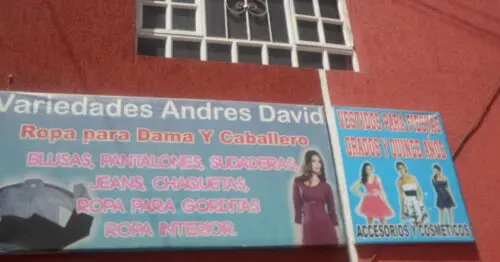 Variedades Andres David
Ropa para Dama Y Caballero
BLUSAS, PANTALONES, SUDADERAS,
JEANS, CHAQUETAS,
ROPA PARA GORDITAS
ROPA INTERIOR.
VESTIDOS PARA FIESTAS
GRADOS Y QUINCE AÑOS
ACCESORIOS Y COSMETICOS